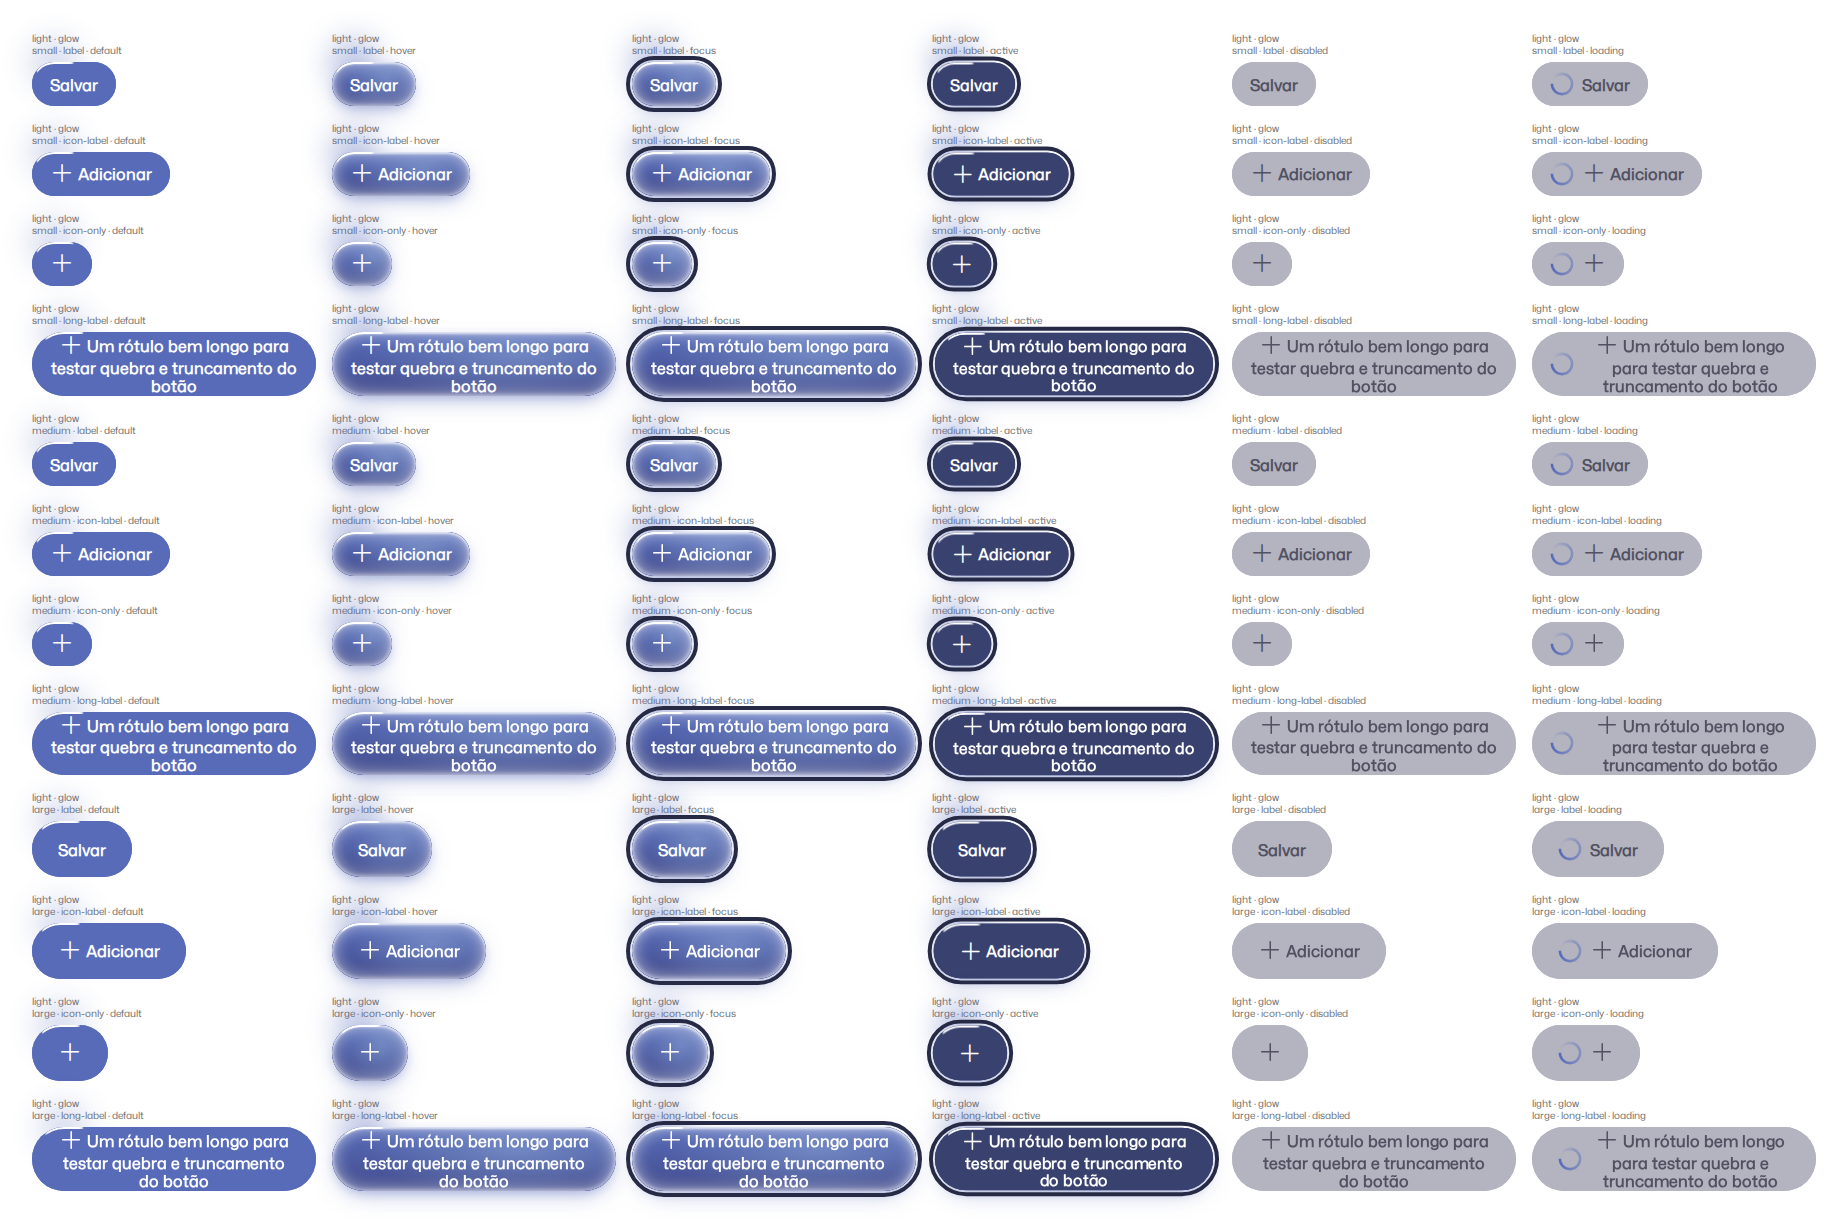 light · glow
small · label · default
Salvar
light · glow
small · label · hover
Salvar
light · glow
small · label · focus
Salvar
light · glow
small · label · active
Salvar
light · glow
small · label · disabled
Salvar
light · glow
small · label · loading
Salvar
light · glow
small · icon-label · default
Adicionar
light · glow
small · icon-label · hover
Adicionar
light · glow
small · icon-label · focus
Adicionar
light · glow
small · icon-label · active
Adicionar
light · glow
small · icon-label · disabled
Adicionar
light · glow
small · icon-label · loading
Adicionar
light · glow
small · icon-only · default
light · glow
small · icon-only · hover
light · glow
small · icon-only · focus
light · glow
small · icon-only · active
light · glow
small · icon-only · disabled
light · glow
small · icon-only · loading
light · glow
small · long-label · default
Um rótulo bem longo para
testar quebra e truncamento do
botão
light · glow
small · long-label · hover
Um rótulo bem longo para
testar quebra e truncamento do
botão
light · glow
small · long-label · focus
Um rótulo bem longo para
testar quebra e truncamento do
botão
light · glow
small · long-label · active
Um rótulo bem longo para
testar quebra e truncamento do
botão
light · glow
small · long-label · disabled
Um rótulo bem longo para
testar quebra e truncamento do
botão
light · glow
small · long-label · loading
Um rótulo bem longo
para testar quebra e
truncamento do botão
light · glow
medium · label · default
Salvar
light · glow
medium · label · hover
Salvar
light · glow
medium · label · focus
Salvar
light · glow
medium · label · active
Salvar
light · glow
medium · label · disabled
Salvar
light · glow
medium · label · loading
Salvar
light · glow
medium · icon-label · default
Adicionar
light · glow
medium · icon-label · hover
Adicionar
light · glow
medium · icon-label · focus
Adicionar
light · glow
medium · icon-label · active
Adicionar
light · glow
medium · icon-label · disabled
Adicionar
light · glow
medium · icon-label · loading
Adicionar
light · glow
medium · icon-only · default
light · glow
medium · icon-only · hover
light · glow
medium · icon-only · focus
light · glow
medium · icon-only · active
light · glow
medium · icon-only · disabled
light · glow
medium · icon-only · loading
light · glow
medium · long-label · default
Um rótulo bem longo para
testar quebra e truncamento do
botão
light · glow
medium · long-label · hover
Um rótulo bem longo para
testar quebra e truncamento do
botão
light · glow
medium · long-label · focus
Um rótulo bem longo para
testar quebra e truncamento do
botão
light · glow
medium · long-label · active
Um rótulo bem longo para
testar quebra e truncamento do
botão
light · glow
medium · long-label · disabled
Um rótulo bem longo para
testar quebra e truncamento do
botão
light · glow
medium · long-label · loading
Um rótulo bem longo
para testar quebra e
truncamento do botão
light · glow
large · label · default
Salvar
light · glow
large · label · hover
Salvar
light · glow
large · label · focus
Salvar
light · glow
large · label · active
Salvar
light · glow
large · label · disabled
Salvar
light · glow
large · label · loading
Salvar
light · glow
large · icon-label · default
Adicionar
light · glow
large · icon-label · hover
Adicionar
light · glow
large · icon-label · focus
Adicionar
light · glow
large · icon-label · active
Adicionar
light · glow
large · icon-label · disabled
Adicionar
light · glow
large · icon-label · loading
Adicionar
light · glow
large · icon-only · default
light · glow
large · icon-only · hover
light · glow
large · icon-only · focus
light · glow
large · icon-only · active
light · glow
large · icon-only · disabled
light · glow
large · icon-only · loading
light · glow
large · long-label · default
Um rótulo bem longo para
testar quebra e truncamento
do botão
light · glow
large · long-label · hover
Um rótulo bem longo para
testar quebra e truncamento
do botão
light · glow
large · long-label · focus
Um rótulo bem longo para
testar quebra e truncamento
do botão
light · glow
large · long-label · active
Um rótulo bem longo para
testar quebra e truncamento
do botão
light · glow
large · long-label · disabled
Um rótulo bem longo para
testar quebra e truncamento
do botão
light · glow
large · long-label · loading
Um rótulo bem longo
para testar quebra e
truncamento do botão